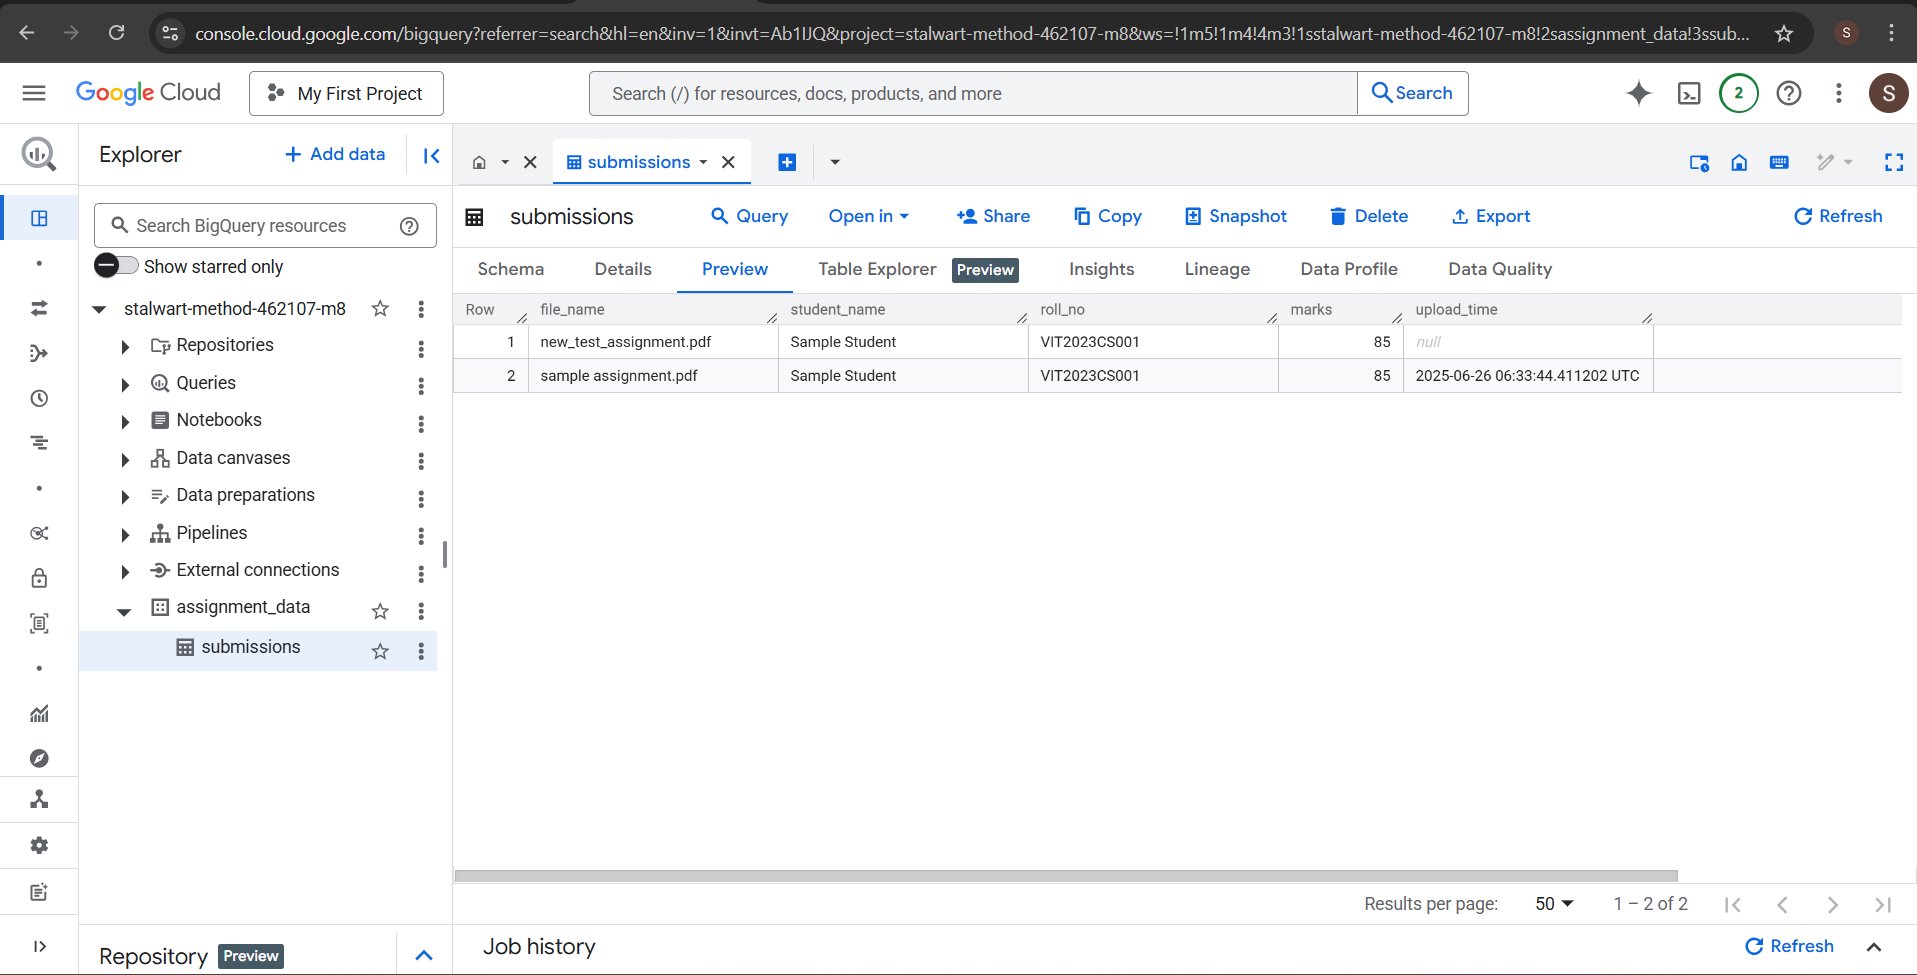 console.cloud.google.com/bigquery?referrer=search&hl=en&inv=1&invt=Ab1IJQ&project=stalwart-method-462107-m8&ws=!1m5!1m4!4m3!1sstalwart-method-462107-m8!2sassignment_data!3ssub...
S
Google Cloud
My First Project
Search (/) for resources, docs, products, and more
Search
2
S
Explorer
+ Add data
submissions
Search BigQuery resources
Show starred only
stalwart-method-462107-m8
Repositories
Queries
Notebooks
Data canvases
Data preparations
Pipelines
External connections
assignment_data
submissions
Repository Preview
submissions
Query
Open in
Share
Copy
Snapshot
Delete
Export
Refresh
Schema
Details
Preview
Table Explorer Preview
Insights
Lineage
Data Profile
Data Quality
Row file_name student_name roll_no marks upload_time
1 new_test_assignment.pdf Sample Student VIT2023CS001 85 null
2 sample assignment.pdf Sample Student VIT2023CS001 85 2025-06-26 06:33:44.411202 UTC
Results per page: 50 1 – 2 of 2
Job history
Refresh